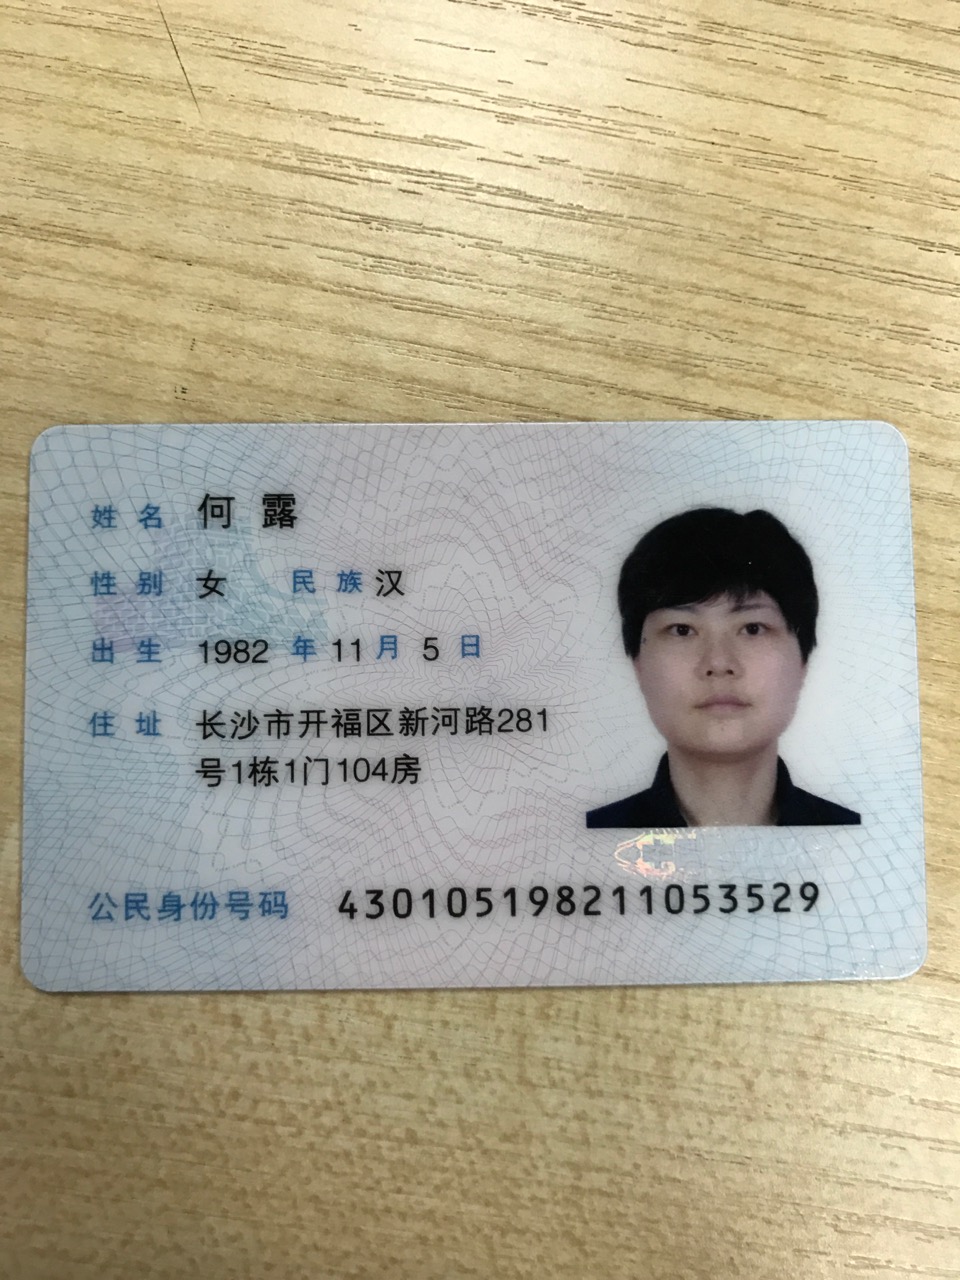 姓名 何露
性别 女 民族 汉
出生 1982 年 11 月 5 日
住址 长沙市开福区新河路281
号1栋1门104房
公民身份号码 430105198211053529